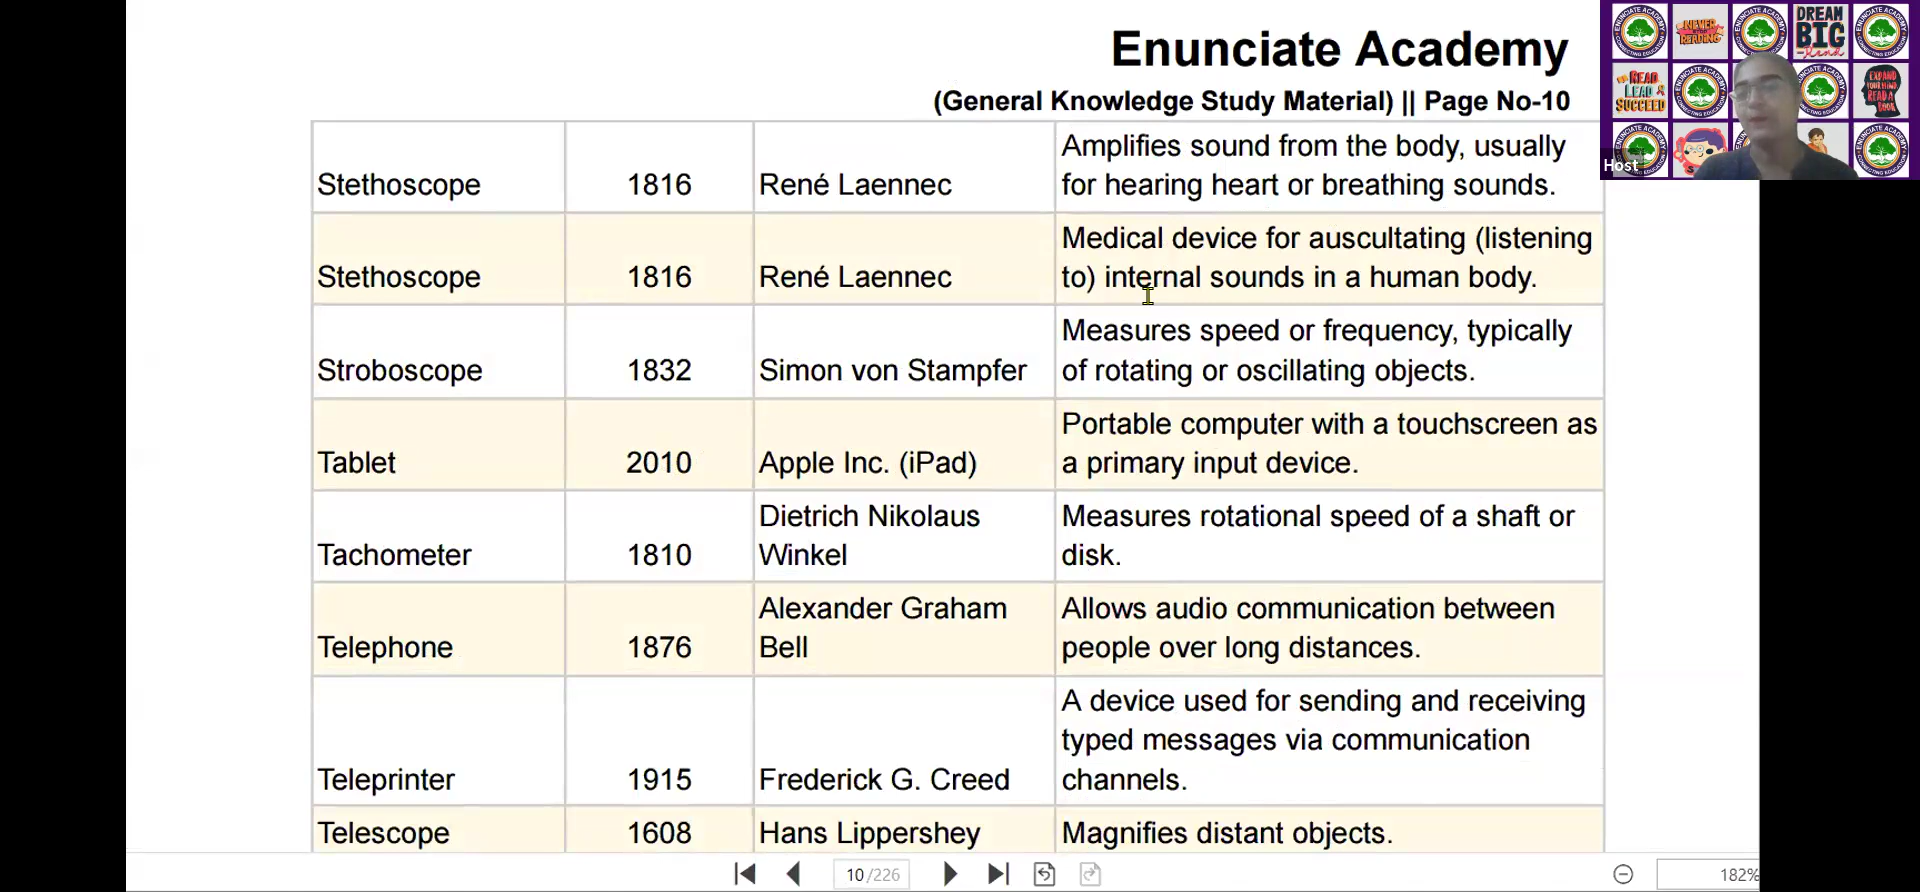 Enunciate Academy
(General Knowledge Study Material) || Page No-10
Stethoscope 1816 René Laennec Amplifies sound from the body, usually
for hearing heart or breathing sounds.
Stethoscope 1816 René Laennec Medical device for auscultating (listening
to) internal sounds in a human body.
Stroboscope 1832 Simon von Stampfer Measures speed or frequency, typically
of rotating or oscillating objects.
Tablet 2010 Apple Inc. (iPad) Portable computer with a touchscreen as
a primary input device.
Tachometer 1810 Dietrich Nikolaus
Winkel Measures rotational speed of a shaft or
disk.
Telephone 1876 Alexander Graham
Bell Allows audio communication between
people over long distances.
Teleprinter 1915 Frederick G. Creed A device used for sending and receiving
typed messages via communication
channels.
Telescope 1608 Hans Lippershey Magnifies distant objects.
10 /226
182%
NEVER
READING
DREAM
BIG
READ
LEAD
SUCCEED
Host